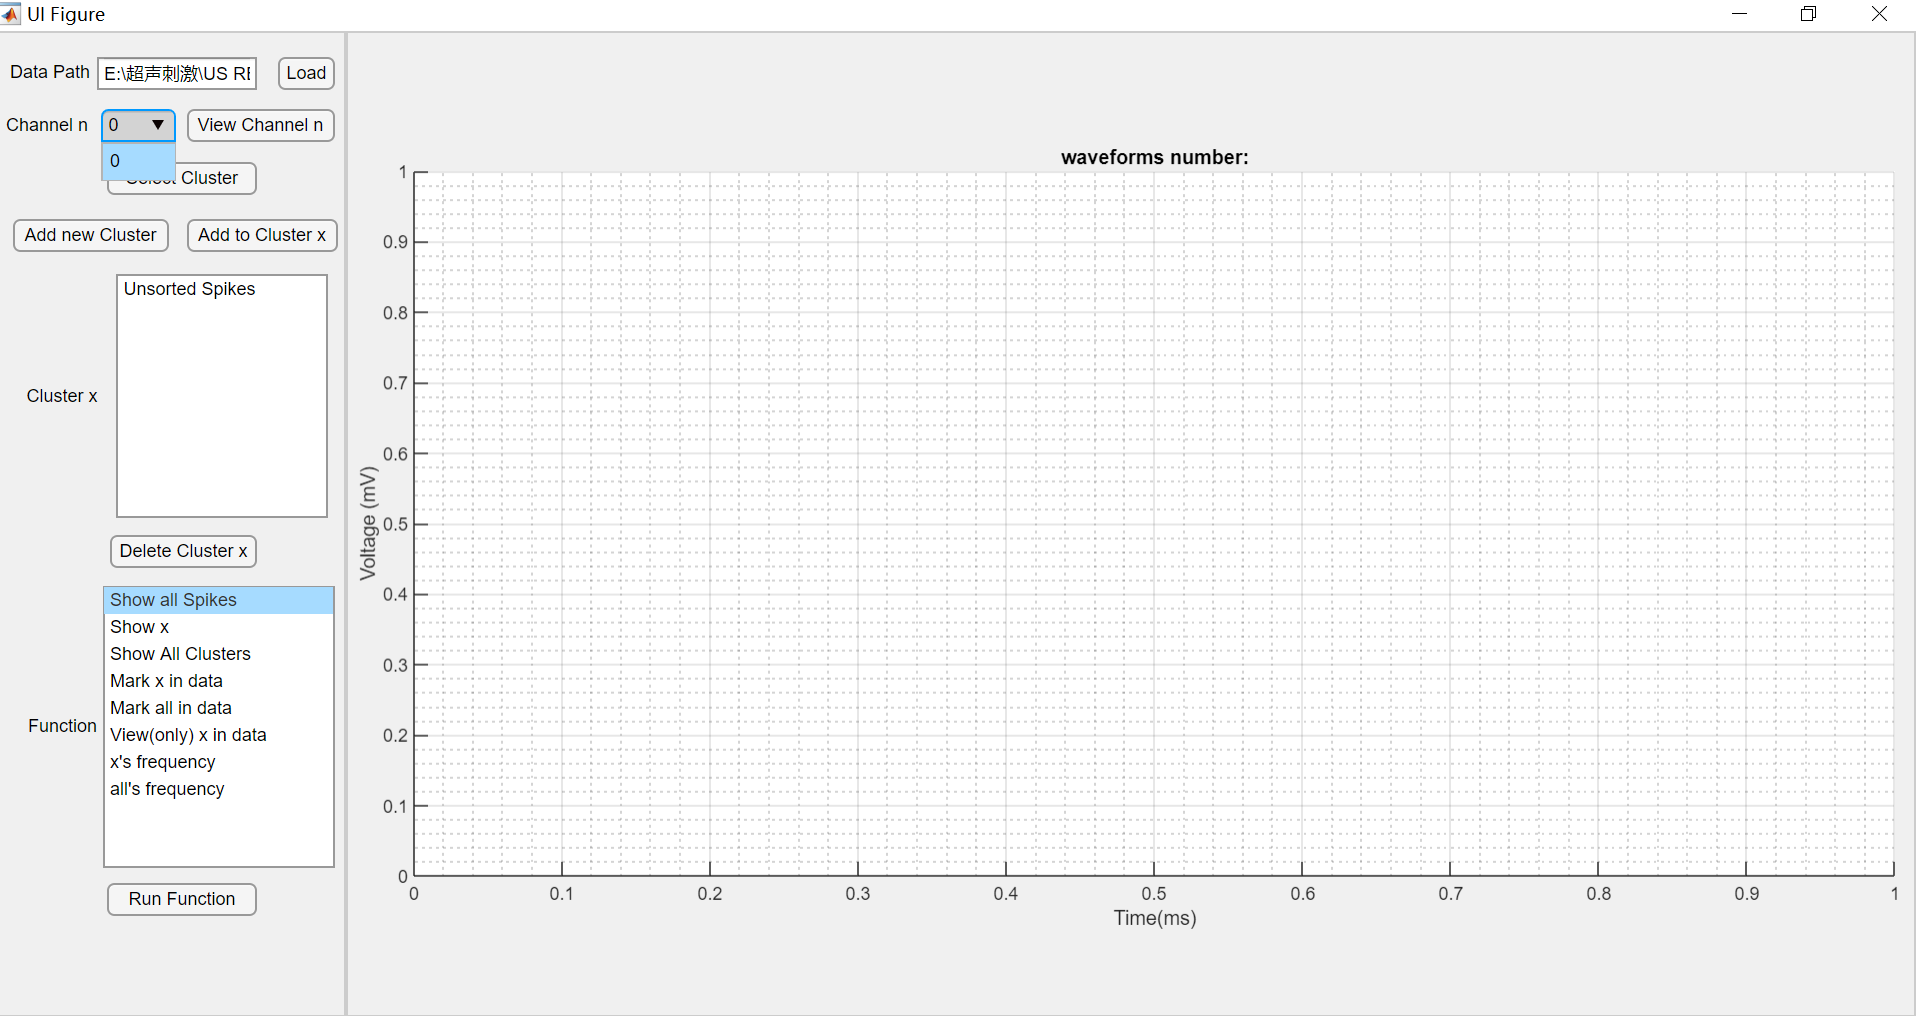 UI Figure
Data Path E:\超声刺激\US RE Load
Channel n 0 ▼ View Channel n
0
Select Cluster
Add new Cluster Add to Cluster x
Unsorted Spikes
Cluster x
Delete Cluster x
Show all Spikes
Show x
Show All Clusters
Mark x in data
Mark all in data
View(only) x in data
x's frequency
all's frequency
Function
Run Function
waveforms number:
1
0.9
0.8
0.7
0.6
0.5
0.4
0.3
0.2
0.1
0
Voltage (mV)
0 0.1 0.2 0.3 0.4 0.5 0.6 0.7 0.8 0.9 1
Time(ms)